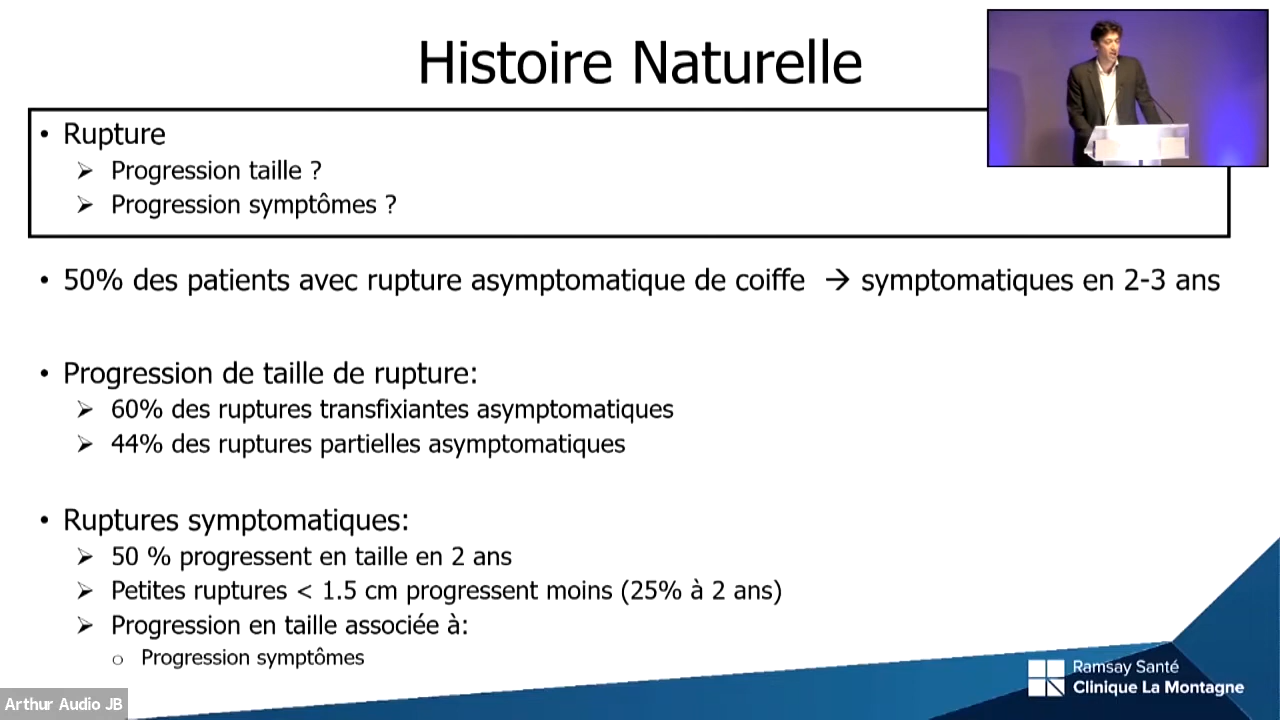 Histoire Naturelle
• Rupture
➢ Progression taille ?
➢ Progression symptômes ?
• 50% des patients avec rupture asymptomatique de coiffe → symptomatiques en 2-3 ans
• Progression de taille de rupture:
➢ 60% des ruptures transfixiantes asymptomatiques
➢ 44% des ruptures partielles asymptomatiques
• Ruptures symptomatiques:
➢ 50 % progressent en taille en 2 ans
➢ Petites ruptures < 1.5 cm progressent moins (25% à 2 ans)
➢ Progression en taille associée à:
○ Progression symptômes
Ramsay Santé
Clinique La Montagne
Arthur Audio JB